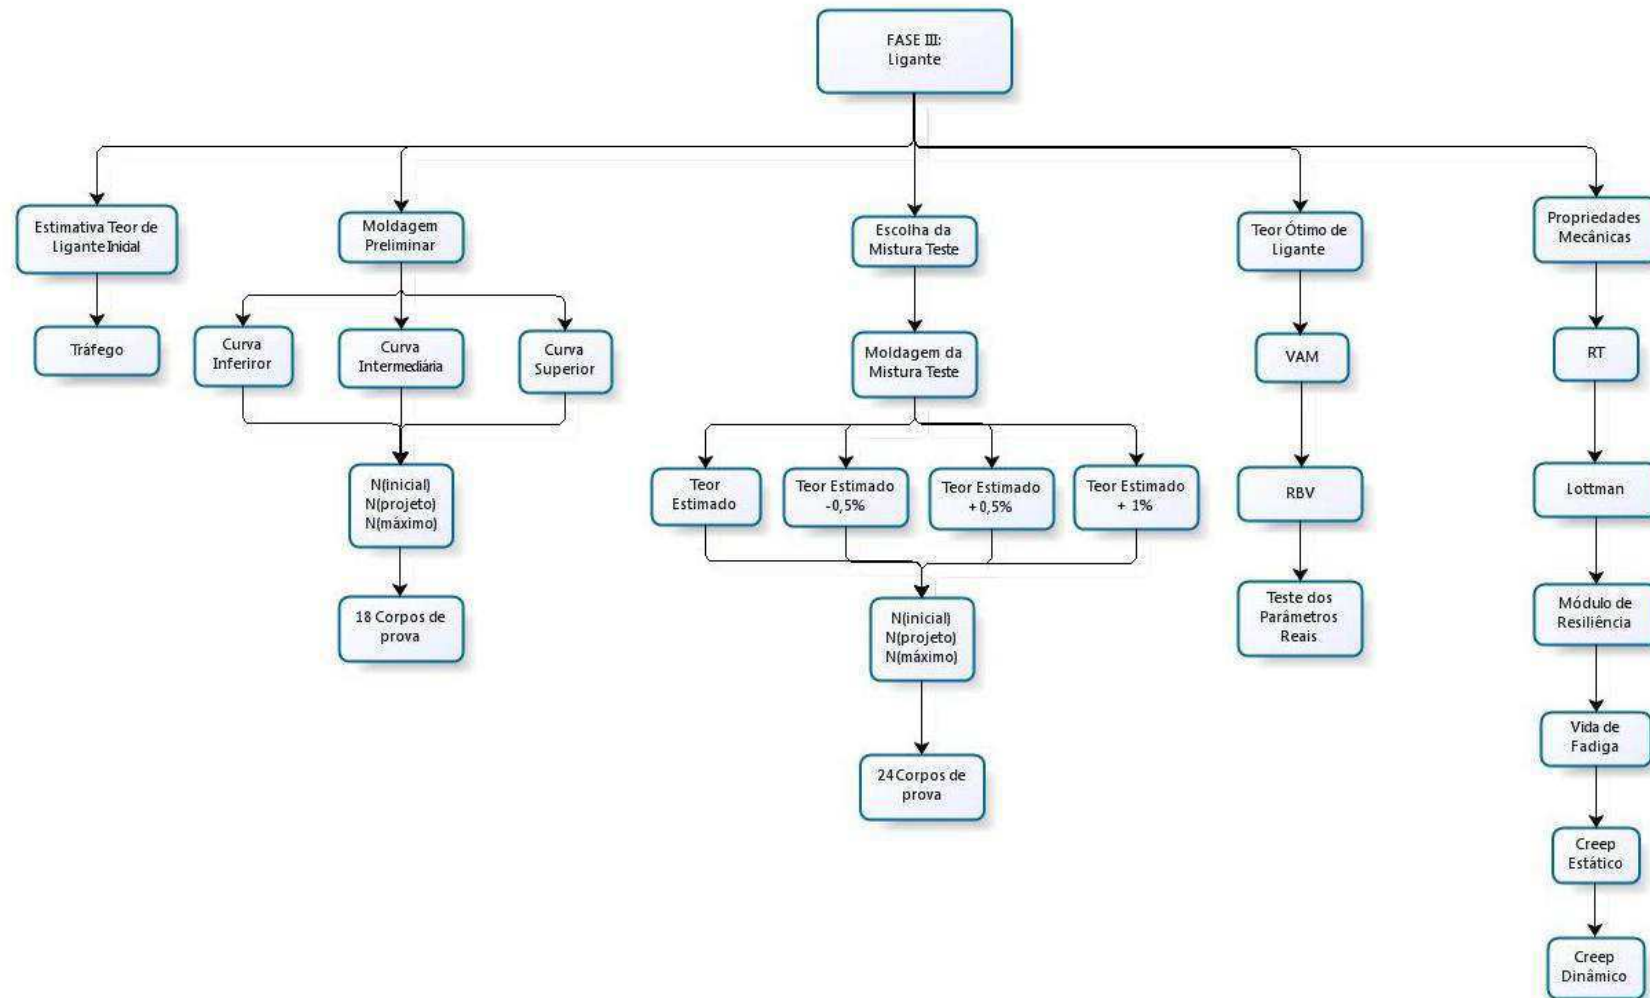 FASE III:
Ligante
Estimativa Teor de
Ligante Inicial
Tráfego
Moldagem
Preliminar
Curva
Inferiror
Curva
Intermediária
Curva
Superior
N(inicial)
N(projeto)
N(máximo)
18 Corpos de
prova
Escolha da
Mistura Teste
Moldagem da
Mistura Teste
Teor
Estimado
Teor Estimado
-0,5%
Teor Estimado
+0,5%
Teor Estimado
+ 1%
N(inicial)
N(projeto)
N(máximo)
24 Corpos de
prova
Teor Ótimo de
Ligante
VAM
RBV
Teste dos
Parâmetros
Reais
Propriedades
Mecânicas
RT
Lottman
Módulo de
Resiliência
Vida de
Fadiga
Creep
Estático
Creep
Dinâmico